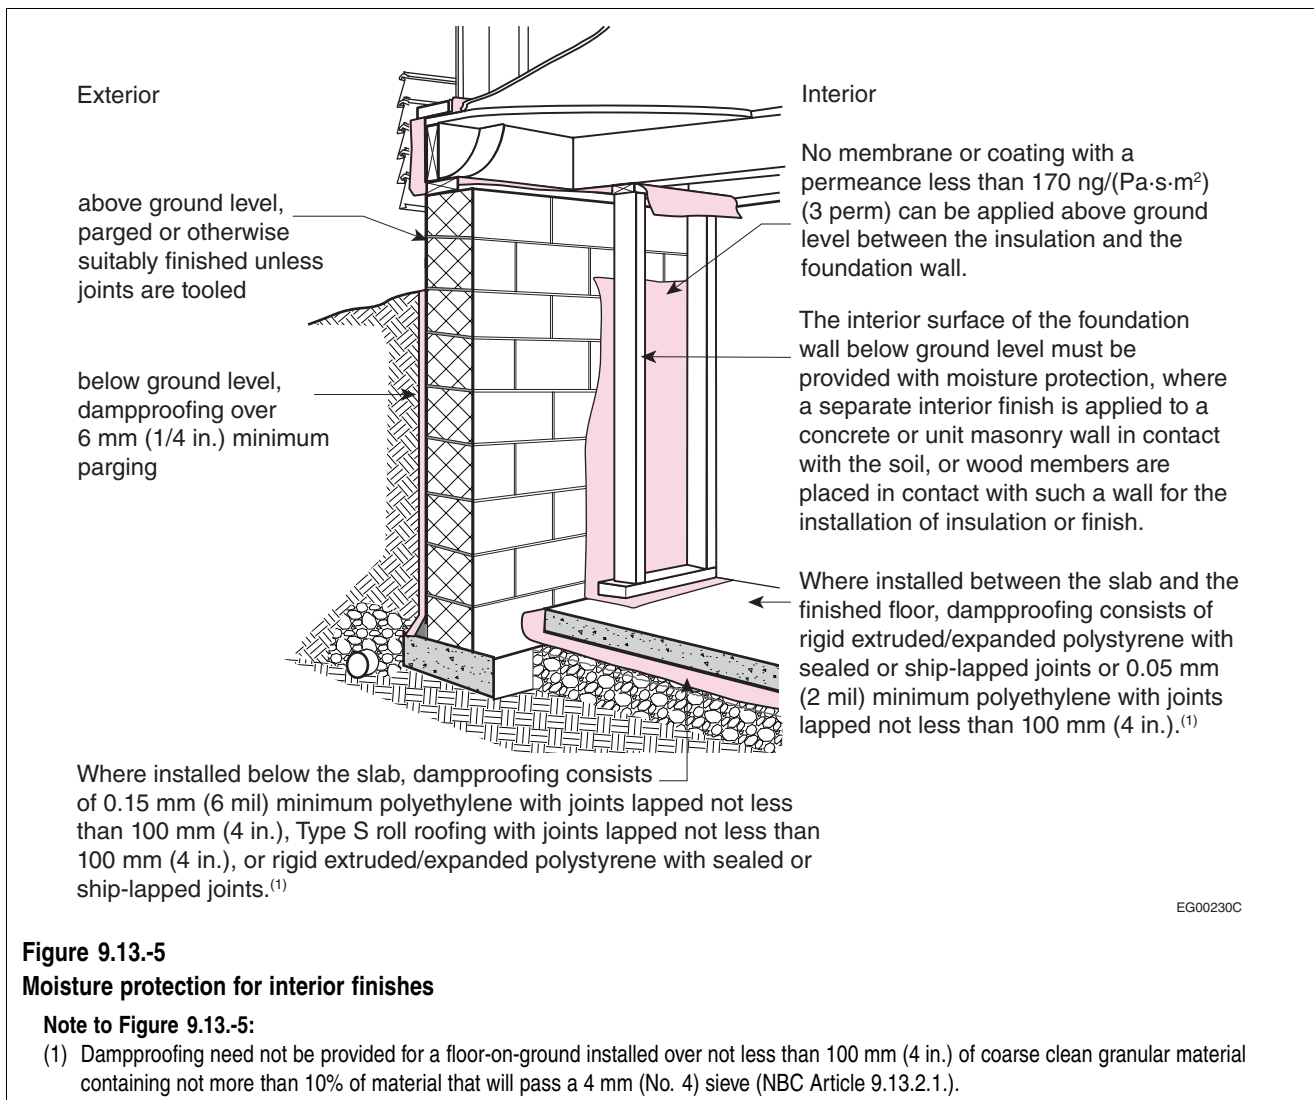 Exterior
above ground level,
parged or otherwise
suitably finished unless
joints are tooled
below ground level,
dampproofing over
6 mm (1/4 in.) minimum
parging
Interior
No membrane or coating with a
permeance less than 170 ng/(Pa·s·m²)
(3 perm) can be applied above ground
level between the insulation and the
foundation wall.
The interior surface of the foundation
wall below ground level must be
provided with moisture protection, where
a separate interior finish is applied to a
concrete or unit masonry wall in contact
with the soil, or wood members are
placed in contact with such a wall for the
installation of insulation or finish.
Where installed between the slab and the
finished floor, dampproofing consists of
rigid extruded/expanded polystyrene with
sealed or ship-lapped joints or 0.05 mm
(2 mil) minimum polyethylene with joints
lapped not less than 100 mm (4 in.).(1)
Where installed below the slab, dampproofing consists
of 0.15 mm (6 mil) minimum polyethylene with joints lapped not less
than 100 mm (4 in.), Type S roll roofing with joints lapped not less than
100 mm (4 in.), or rigid extruded/expanded polystyrene with sealed or
ship-lapped joints.(1)
EG00230C
Figure 9.13.-5
Moisture protection for interior finishes
Note to Figure 9.13.-5:
(1) Dampproofing need not be provided for a floor-on-ground installed over not less than 100 mm (4 in.) of coarse clean granular material
containing not more than 10% of material that will pass a 4 mm (No. 4) sieve (NBC Article 9.13.2.1.).